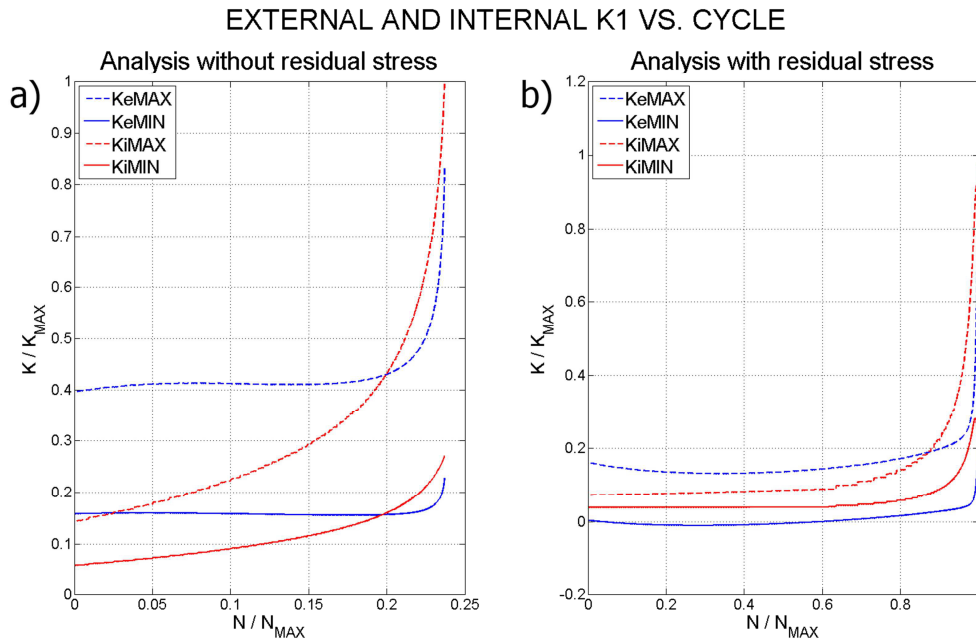 EXTERNAL AND INTERNAL K1 VS. CYCLE
a)
Analysis without residual stress
KeMAX
KeMIN
KiMAX
KiMIN
1
0.9
0.8
0.7
0.6
0.5
0.4
0.3
0.2
0.1
0
K / KMAX
0
0.05
0.1
0.15
0.2
0.25
N / NMAX
b)
Analysis with residual stress
KeMAX
KeMIN
KiMAX
KiMIN
1.2
1
0.8
0.6
0.4
0.2
0
-0.2
K / KMAX
0
0.2
0.4
0.6
0.8
N / NMAX